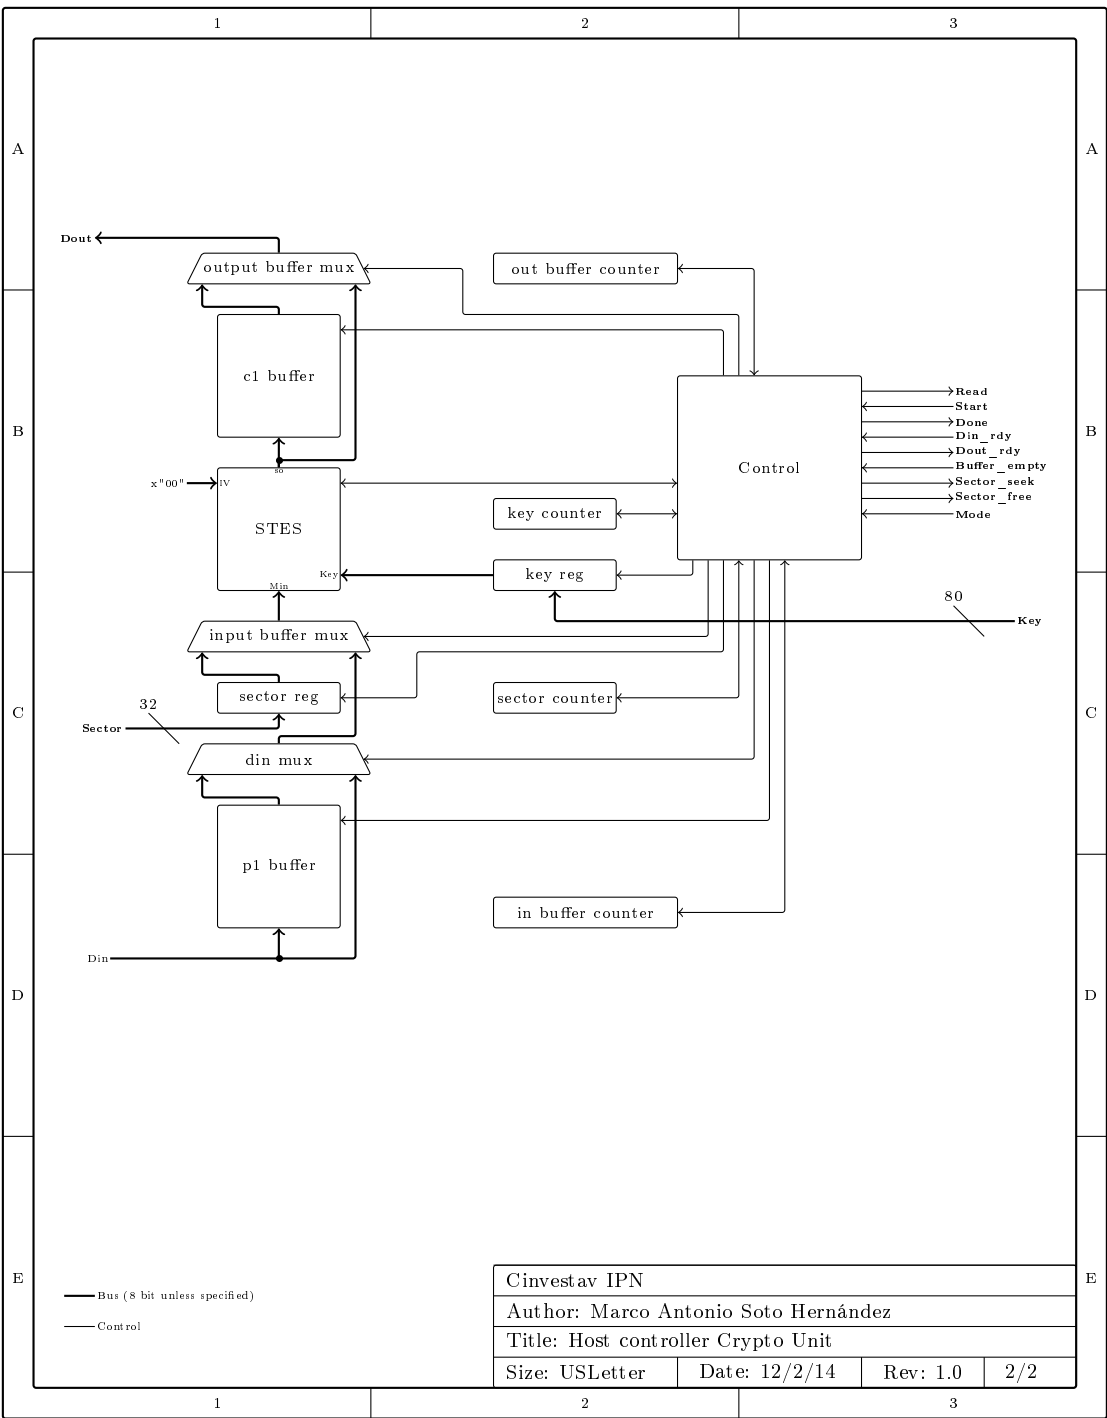 1 2 3
A A
Dout
output buffer mux
out buffer counter
c1 buffer
Read
Start
Done
Din_rdy
Dout_rdy
Buffer_empty
Sector_seek
Sector_free
Mode
B B
Control
so
x"00"
IV
STES
key counter
Key
key reg
Min
80
Key
input buffer mux
sector reg
sector counter
32
Sector
C C
din mux
p1 buffer
in buffer counter
Din
D D
E E
Bus (8 bit unless specified)
Control
Cinvestav IPN
Author: Marco Antonio Soto Hernández
Title: Host controller Crypto Unit
Size: USLetter Date: 12/2/14 Rev: 1.0 2/2
1 2 3